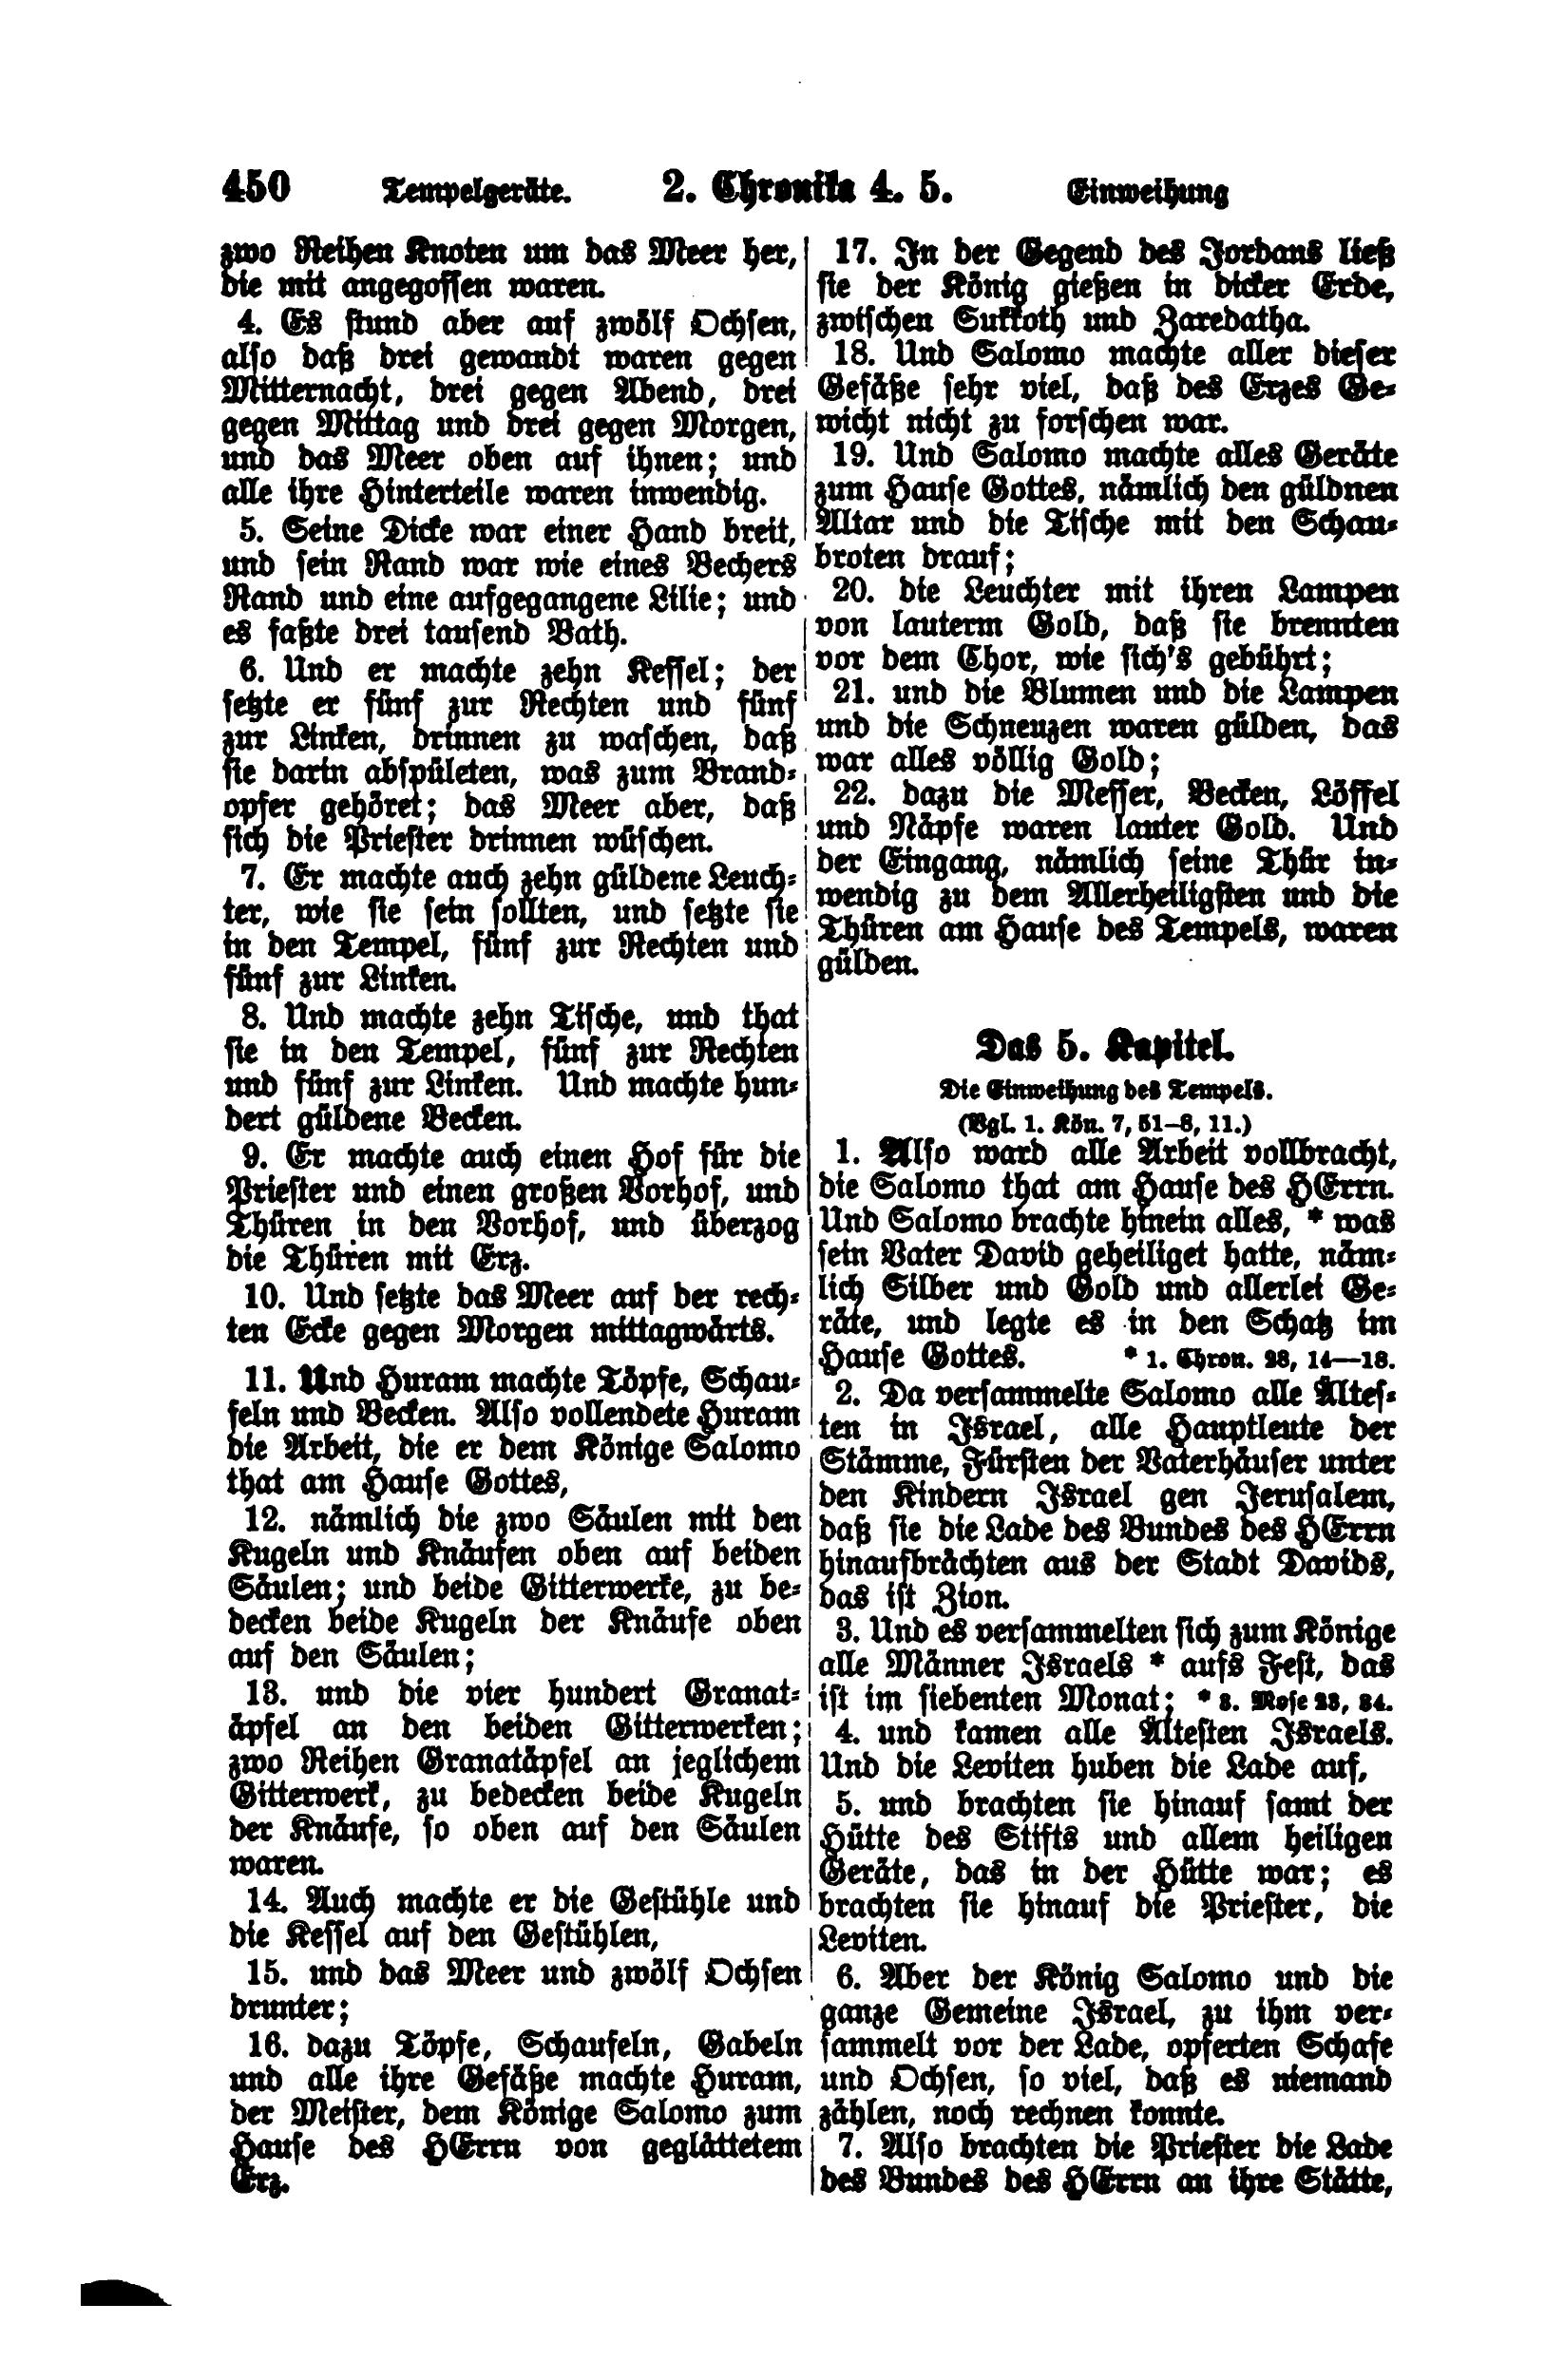 450 Tempelgeräte. 2. Chronika 4. 5. Einweihung
zwo Reihen Knoten um das Meer her,
die mit angegossen waren.
4. Es stund aber auf zwölf Ochsen,
also daß drei gewandt waren gegen
Mitternacht, drei gegen Abend, drei
gegen Mittag und drei gegen Morgen,
und das Meer oben auf ihnen; und
alle ihre Hinterteile waren inwendig.
5. Seine Dicke war einer Hand breit,
und sein Rand war wie eines Bechers
Rand und eine aufgegangene Lilie; und
es faßte drei tausend Bath.
6. Und er machte zehn Kessel; der
setzte er fünf zur Rechten und fünf
zur Linken, drinnen zu waschen, daß
sie darin abspületen, was zum Brand-
opfer gehöret; das Meer aber, daß
sich die Priester drinnen wüschen.
7. Er machte auch zehn güldene Leuch-
ter, wie sie sein sollten, und setzte sie
in den Tempel, fünf zur Rechten und
fünf zur Linken.
8. Und machte zehn Tische, und that
sie in den Tempel, fünf zur Rechten
und fünf zur Linken. Und machte hun-
dert güldene Becken.
9. Er machte auch einen Hof für die
Priester und einen großen Vorhof, und
Thüren in den Vorhof, und überzog
die Thüren mit Erz.
10. Und setzte das Meer auf der rech-
ten Ecke gegen Morgen mittagwärts.
11. Und Huram machte Töpfe, Schau-
feln und Becken. Also vollendete Huram
die Arbeit, die er dem Könige Salomo
that am Hause Gottes,
12. nämlich die zwo Säulen mit den
Kugeln und Knäufen oben auf beiden
Säulen; und beide Gitterwerke, zu be-
decken beide Kugeln der Knäufe oben
auf den Säulen;
13. und die vier hundert Granat-
äpfel an den beiden Gitterwerken;
zwo Reihen Granatäpfel an jeglichem
Gitterwerk, zu bedecken beide Kugeln
der Knäufe, so oben auf den Säulen
waren.
14. Auch machte er die Gestühle und
die Kessel auf den Gestühlen,
15. und das Meer und zwölf Ochsen
drunter;
16. dazu Töpfe, Schaufeln, Gabeln
und alle ihre Gefäße machte Huram,
der Meister, dem Könige Salomo zum
Hause des HErrn von geglättetem
Erz.
17. In der Gegend des Jordans ließ
sie der König gießen in dicker Erde,
zwischen Sukkoth und Zaredatha.
18. Und Salomo machte aller dieser
Gefäße sehr viel, daß des Erzes Ge-
wicht nicht zu forschen war.
19. Und Salomo machte alles Geräte
zum Hause Gottes, nämlich den güldnen
Altar und die Tische mit den Schau-
broten drauf;
20. die Leuchter mit ihren Lampen
von lauterm Gold, daß sie brennten
vor dem Chor, wie sich's gebührt;
21. und die Blumen und die Lampen
und die Schneuzen waren gülden, das
war alles völlig Gold;
22. dazu die Messer, Becken, Löffel
und Näpfe waren lauter Gold. Und
der Eingang, nämlich seine Thür in-
wendig zu dem Allerheiligsten und die
Thüren am Hause des Tempels, waren
gülden.
Das 5. Kapitel.
Die Einweihung des Tempels.
(Vgl. 1. Kön. 7, 51–8, 11.)
1. Also ward alle Arbeit vollbracht,
die Salomo that am Hause des HErrn.
Und Salomo brachte hinein alles, * was
sein Vater David geheiliget hatte, näm-
lich Silber und Gold und allerlei Ge-
räte, und legte es in den Schatz im
Hause Gottes. * 1. Chron. 28, 14—18.
2. Da versammelte Salomo alle Ältes-
ten in Israel, alle Hauptleute der
Stämme, Fürsten der Vaterhäuser unter
den Kindern Israel gen Jerusalem,
daß sie die Lade des Bundes des HErrn
hinaufbrächten aus der Stadt Davids,
das ist Zion.
3. Und es versammelten sich zum Könige
alle Männer Israels * aufs Fest, das
ist im siebenten Monat; * 3. Mose 23, 34.
4. und kamen alle Ältesten Israels.
Und die Leviten huben die Lade auf,
5. und brachten sie hinauf samt der
Hütte des Stifts und allem heiligen
Geräte, das in der Hütte war; es
brachten sie hinauf die Priester, die
Leviten.
6. Aber der König Salomo und die
ganze Gemeine Israel, zu ihm ver-
sammelt vor der Lade, opferten Schafe
und Ochsen, so viel, daß es niemand
zählen, noch rechnen konnte.
7. Also brachten die Priester die Lade
des Bundes des HErrn an ihre Stätte,